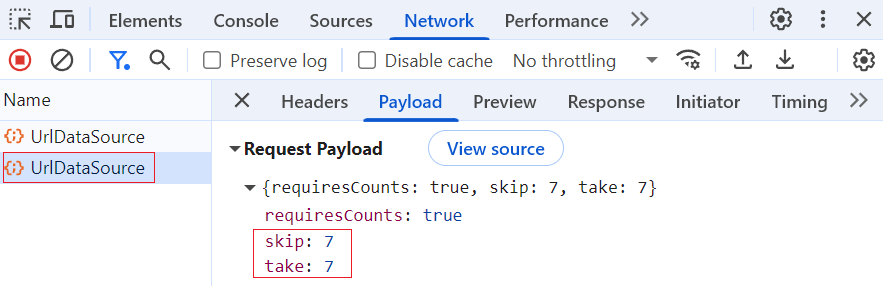 Elements Console Sources Network Performance
Preserve log Disable cache No throttling
Name Headers Payload Preview Response Initiator Timing
UrlDataSource
UrlDataSource
Request Payload View source
{requiresCounts: true, skip: 7, take: 7}
requiresCounts: true
skip: 7
take: 7